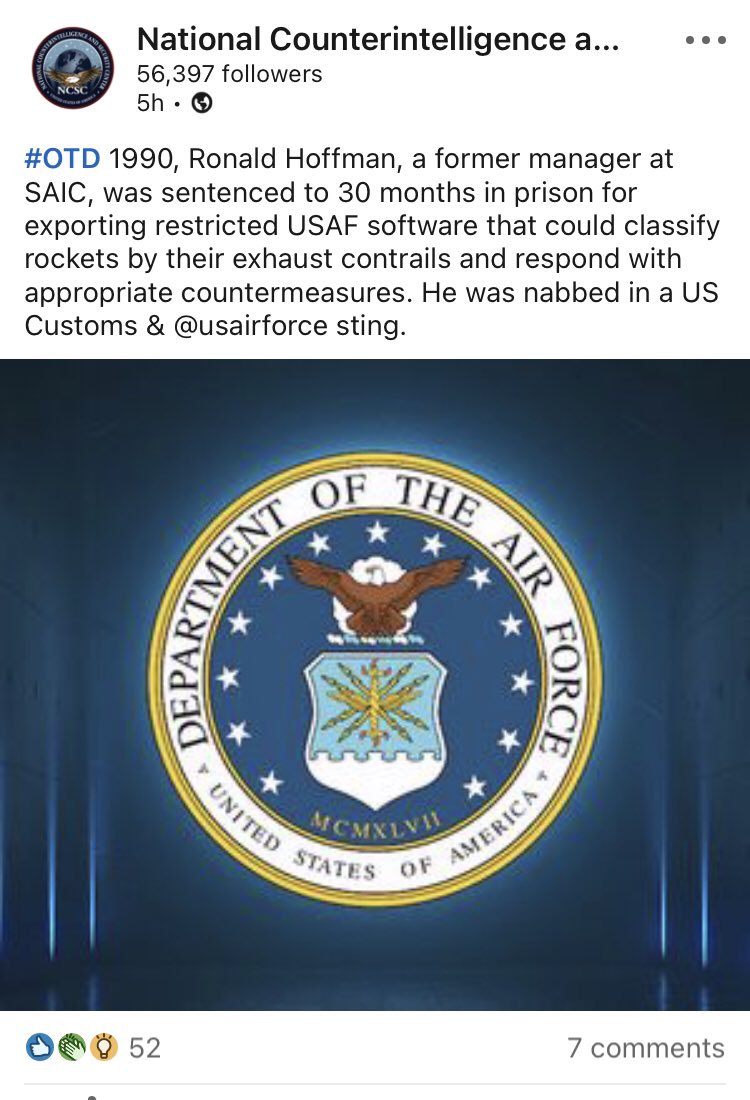 National Counterintelligence a...
56,397 followers
5h •
NCSC
#OTD 1990, Ronald Hoffman, a former manager at
SAIC, was sentenced to 30 months in prison for
exporting restricted USAF software that could classify
rockets by their exhaust contrails and respond with
appropriate countermeasures. He was nabbed in a US
Customs & @usairforce sting.
DEPARTMENT OF THE AIR FORCE
MCMXLVII
UNITED STATES OF AMERICA
52
7 comments